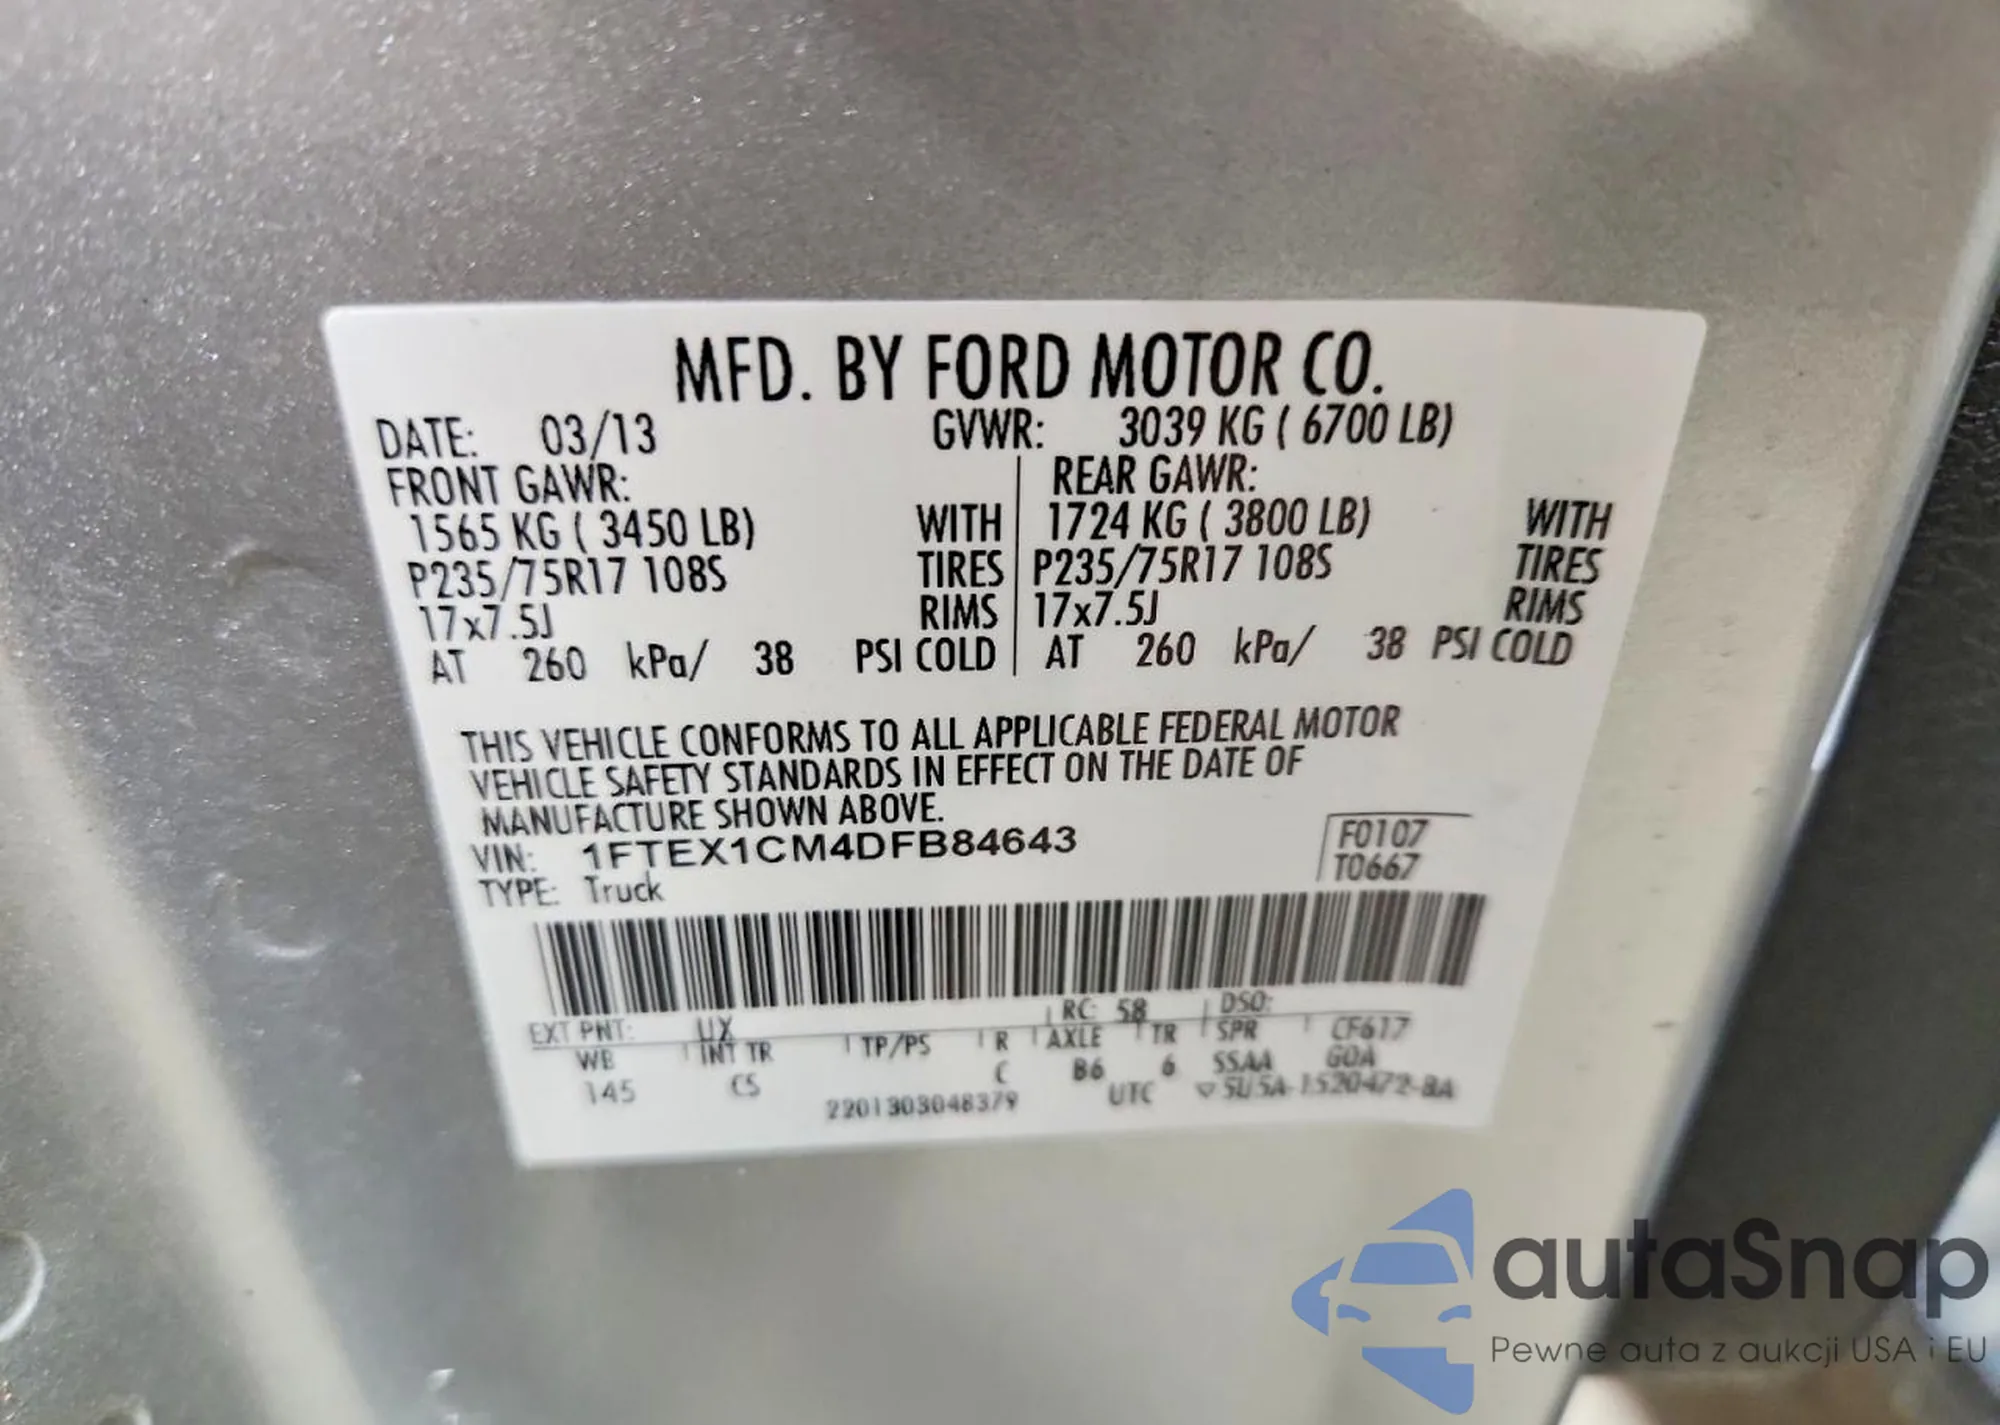 MFD. BY FORD MOTOR CO.
DATE: 03/13 GVWR: 3039 KG ( 6700 LB)
FRONT GAWR: REAR GAWR:
1565 KG ( 3450 LB) WITH 1724 KG ( 3800 LB) WITH
P235/75R17 108S TIRES P235/75R17 108S TIRES
17x7.5J RIMS 17x7.5J RIMS
AT 260 kPa/ 38 PSI COLD AT 260 kPa/ 38 PSI COLD
THIS VEHICLE CONFORMS TO ALL APPLICABLE FEDERAL MOTOR
VEHICLE SAFETY STANDARDS IN EFFECT ON THE DATE OF
MANUFACTURE SHOWN ABOVE.
VIN: 1FTEX1CM4DFB84643 F0107
TYPE: Truck T0667
EXT PNT: UX RC: 58 DSO:
WB INT TR TP/PS R AXLE TR SPR CF617
145 CS C B6 6 SSAA GOA
2201303048379 UTC ▽ 5U5A-1520472-BA
autaSnap
Pewne auta z aukcji USA i EU